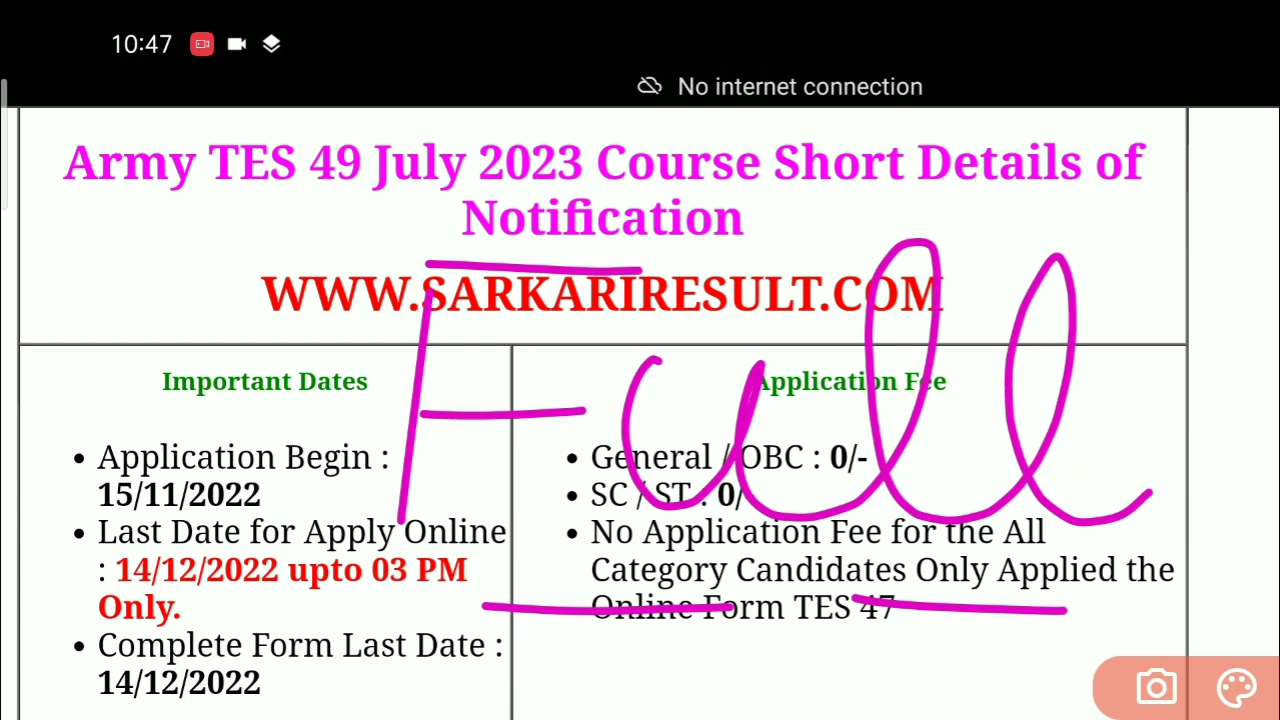 10:47
No internet connection
Army TES 49 July 2023 Course Short Details of
Notification
WWW.SARKARIRESULT.COM
Full
Important Dates
• Application Begin :
15/11/2022
• Last Date for Apply Online
: 14/12/2022 upto 03 PM
Only.
• Complete Form Last Date :
14/12/2022
Application Fee
• General / OBC : 0/-
• SC / ST : 0/-
• No Application Fee for the All
Category Candidates Only Applied the
Online Form TES 47